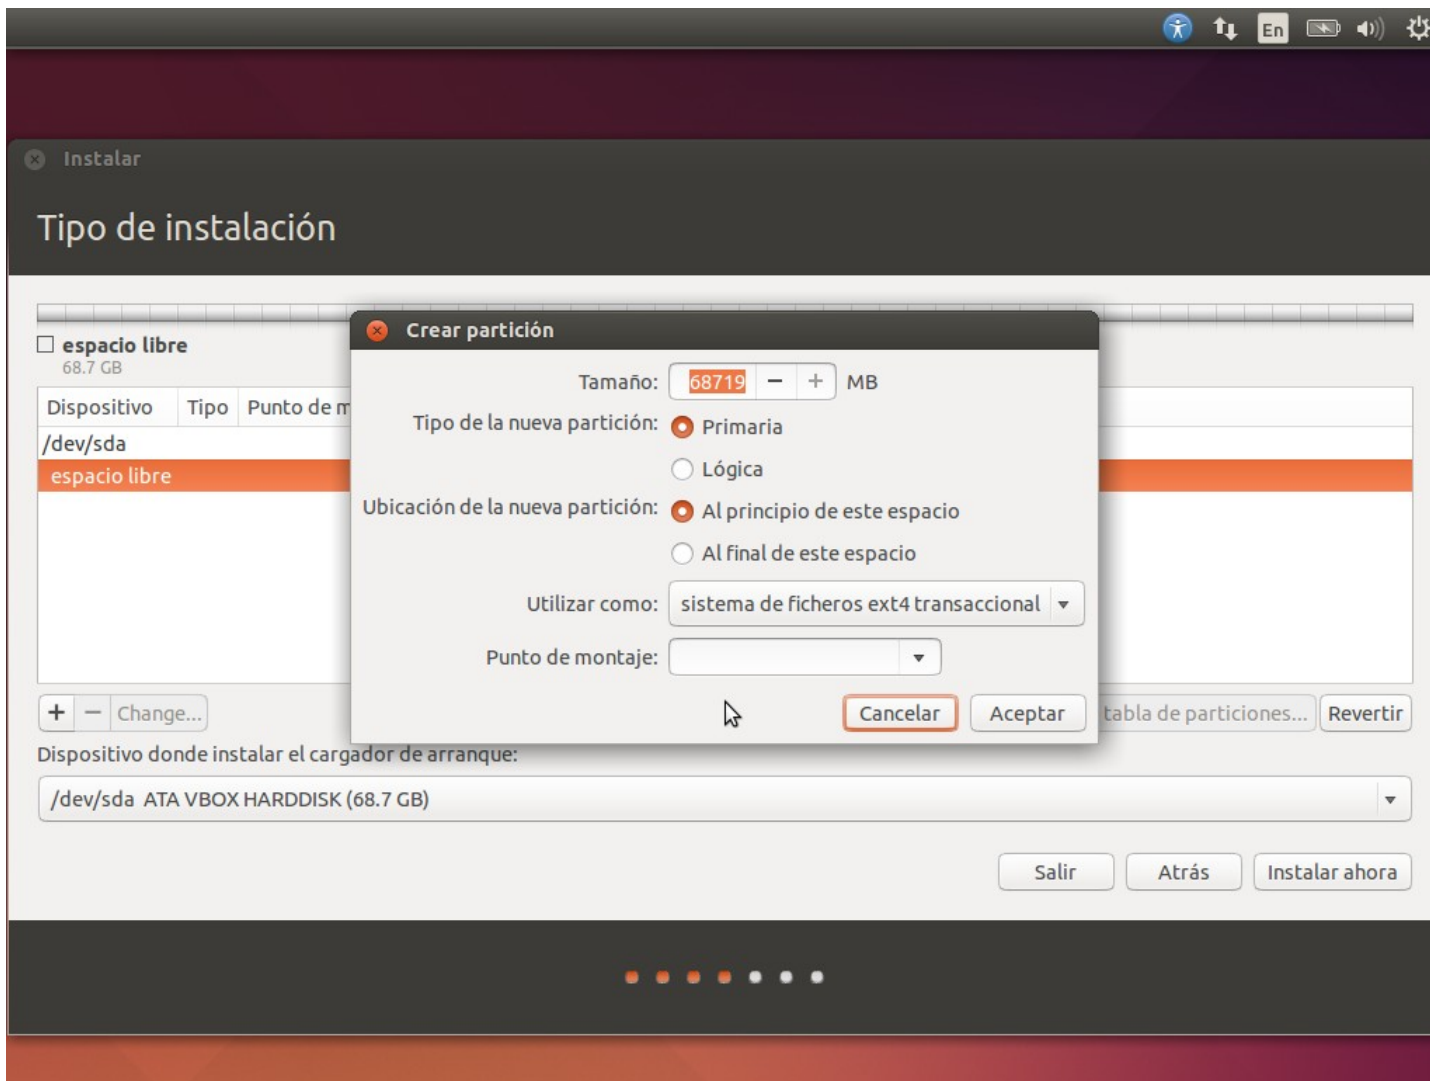 En
Instalar
Tipo de instalación
espacio libre
68.7 GB
Dispositivo Tipo Punto de m
/dev/sda
espacio libre
Crear partición
Tamaño: 68719 − + MB
Tipo de la nueva partición: Primaria
Lógica
Ubicación de la nueva partición: Al principio de este espacio
Al final de este espacio
Utilizar como: sistema de ficheros ext4 transaccional
Punto de montaje:
Cancelar Aceptar
+ − Change... tabla de particiones... Revertir
Dispositivo donde instalar el cargador de arranque:
/dev/sda ATA VBOX HARDDISK (68.7 GB)
Salir Atrás Instalar ahora